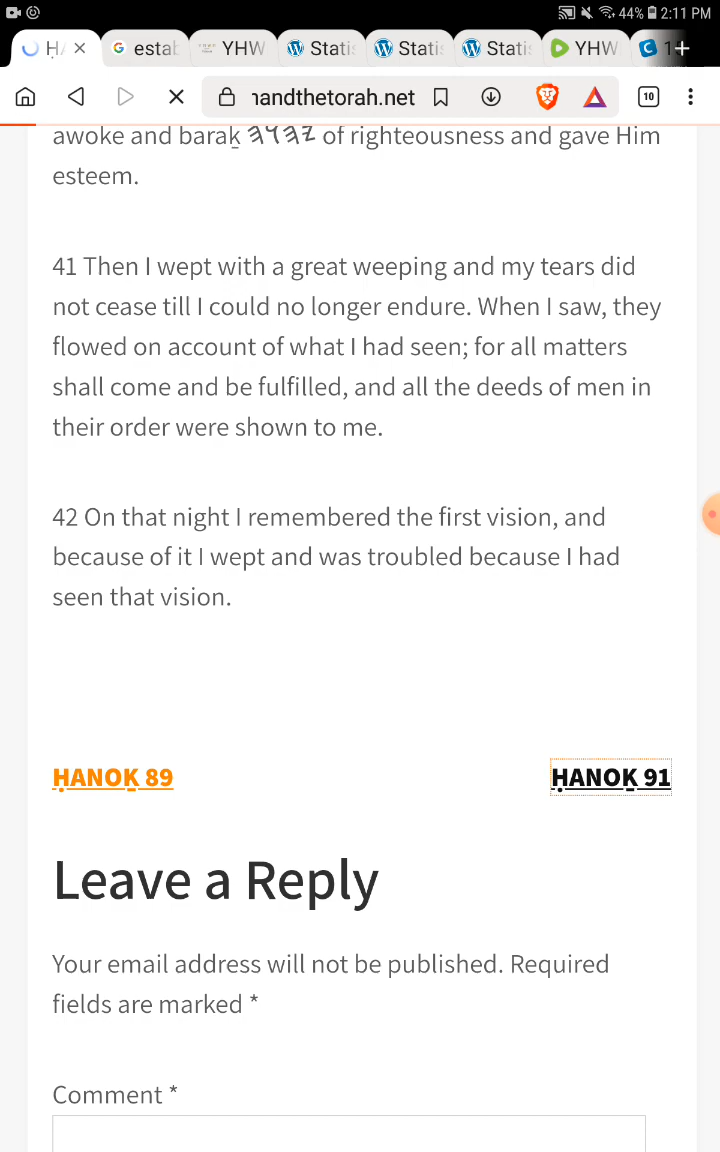 44% 2:11 PM
Ḥ esta YHW Stati Stati Stati YHW 1
handthetorah.net 10
awoke and baraḵ 𐤉𐤄𐤅𐤄 of righteousness and gave Him
esteem.
41 Then I wept with a great weeping and my tears did
not cease till I could no longer endure. When I saw, they
flowed on account of what I had seen; for all matters
shall come and be fulfilled, and all the deeds of men in
their order were shown to me.
42 On that night I remembered the first vision, and
because of it I wept and was troubled because I had
seen that vision.
ḤANOḴ 89 ḤANOḴ 91
Leave a Reply
Your email address will not be published. Required
fields are marked *
Comment *